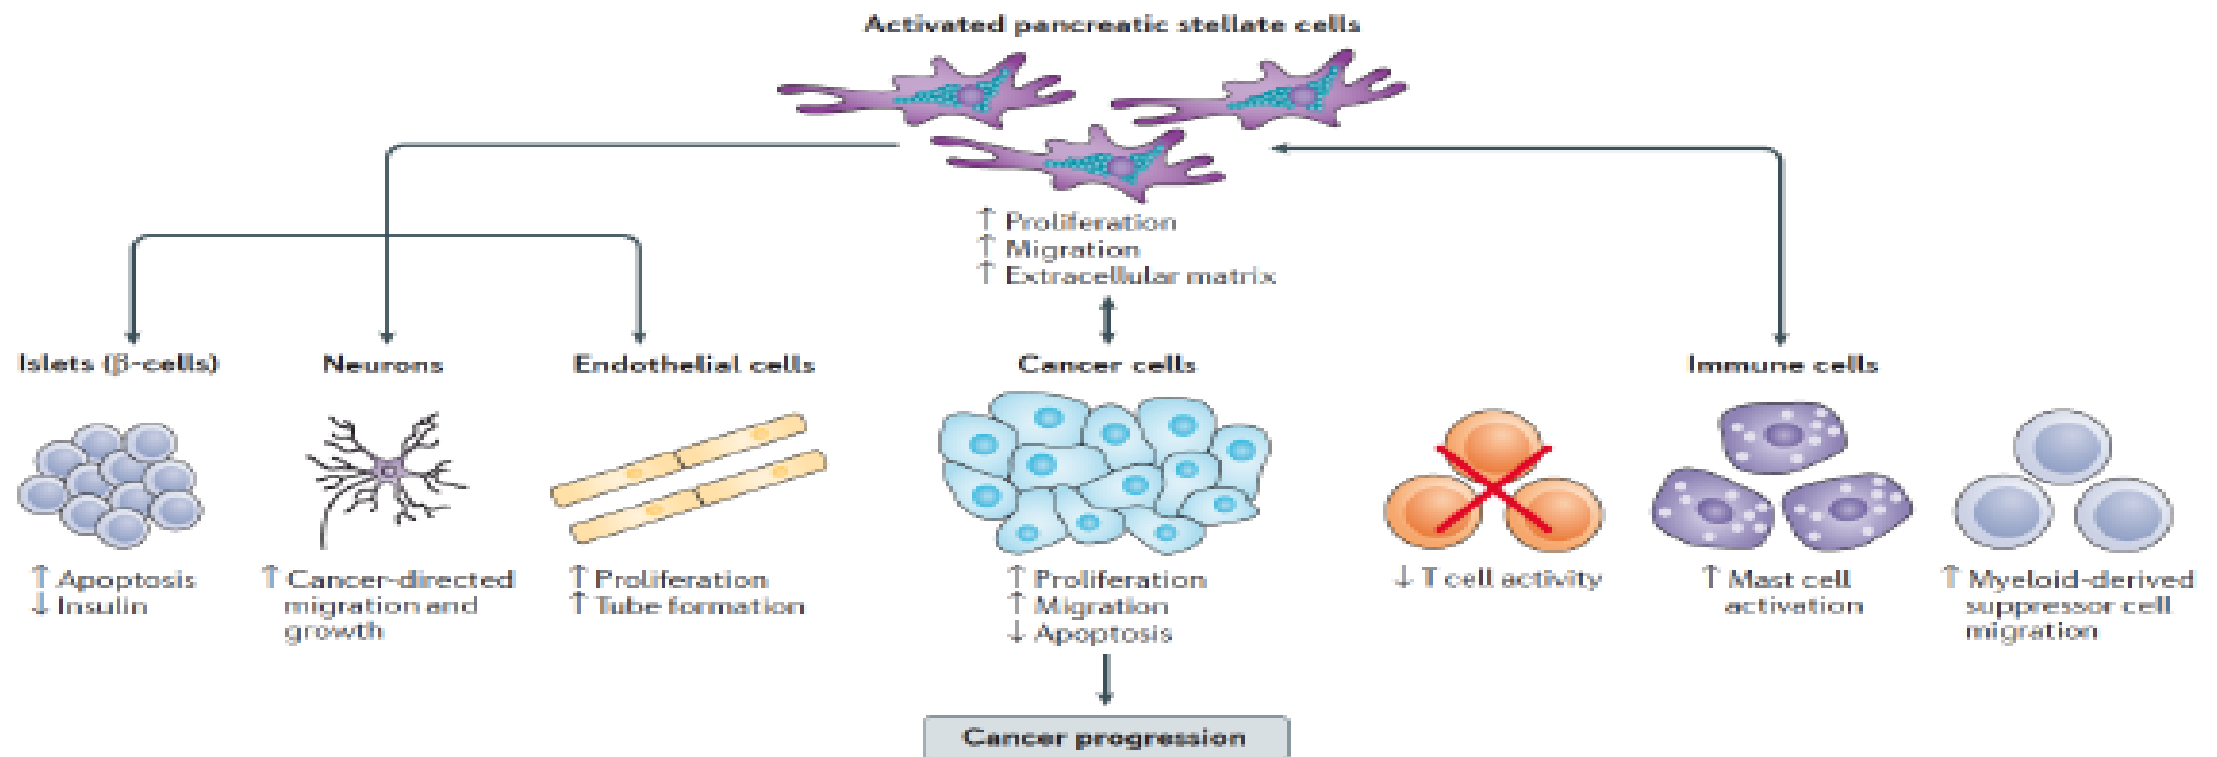 Activated pancreatic stellate cells
↑ Proliferation
↑ Migration
↑ Extracellular matrix
Islets (β-cells)
Neurons
Endothelial cells
Cancer cells
Immune cells
↑ Apoptosis
↓ Insulin
↑ Cancer-directed
migration and
growth
↑ Proliferation
↑ Tube formation
↑ Proliferation
↑ Migration
↓ Apoptosis
↓ T cell activity
↑ Mast cell
activation
↑ Myeloid-derived
suppressor cell
migration
Cancer progression